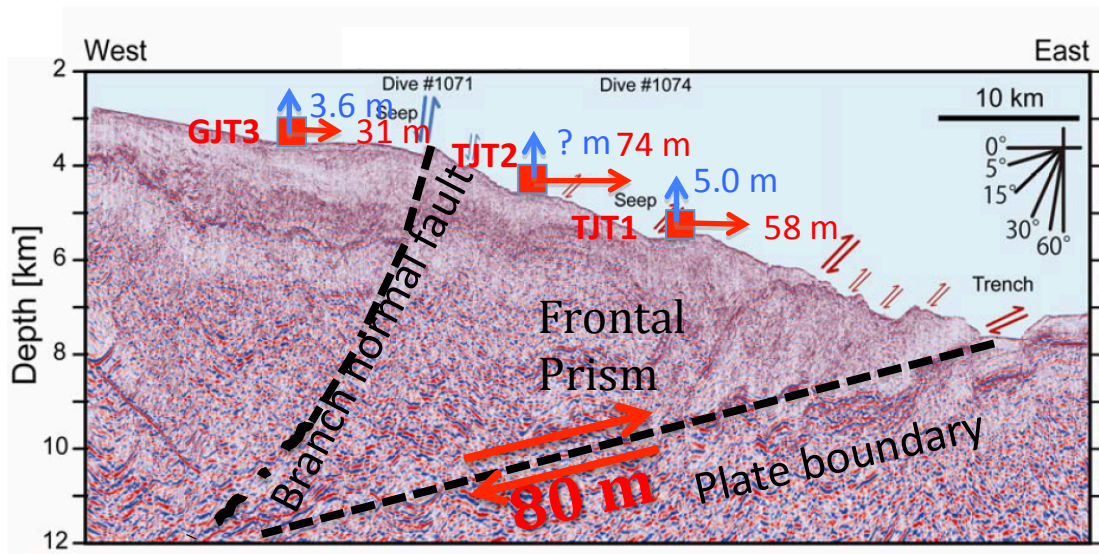 West
East
Dive #1071
Dive #1074
Seep
10 km
3.6 m
GJT3
31 m
TJT2
? m
74 m
5.0 m
Seep
TJT1
58 m
0°
5°
15°
30°
60°
Trench
Depth [km]
2
4
6
8
10
12
Branch normal fault
Frontal
Prism
80 m
Plate boundary